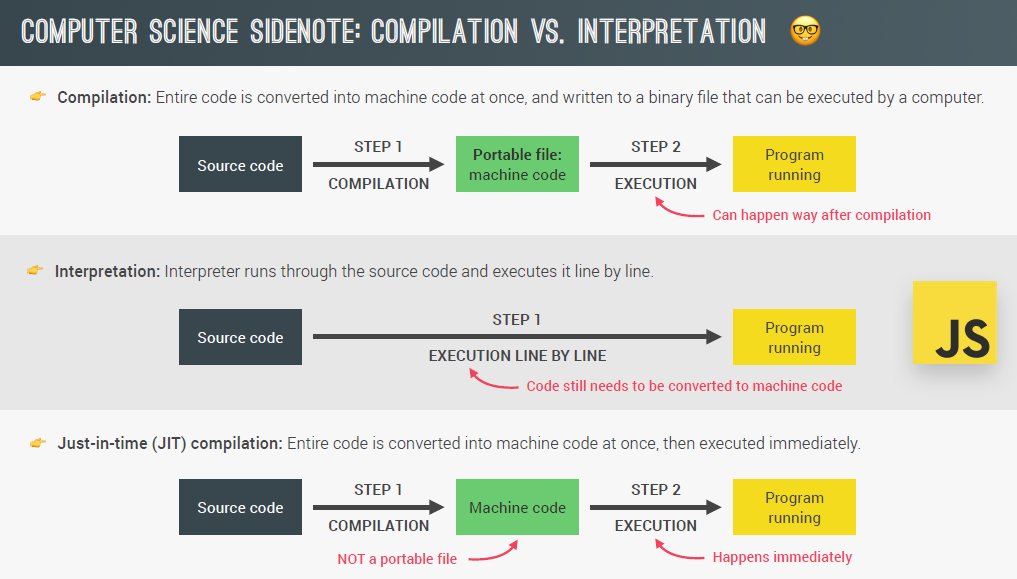 COMPUTER SCIENCE SIDENOTE: COMPILATION VS. INTERPRETATION 🤓
👉 Compilation: Entire code is converted into machine code at once, and written to a binary file that can be executed by a computer.
Source code
STEP 1
COMPILATION
Portable file:
machine code
STEP 2
EXECUTION
Program
running
Can happen way after compilation
👉 Interpretation: Interpreter runs through the source code and executes it line by line.
Source code
STEP 1
EXECUTION LINE BY LINE
Program
running
Code still needs to be converted to machine code
JS
👉 Just-in-time (JIT) compilation: Entire code is converted into machine code at once, then executed immediately.
Source code
STEP 1
COMPILATION
Machine code
STEP 2
EXECUTION
Program
running
NOT a portable file
Happens immediately